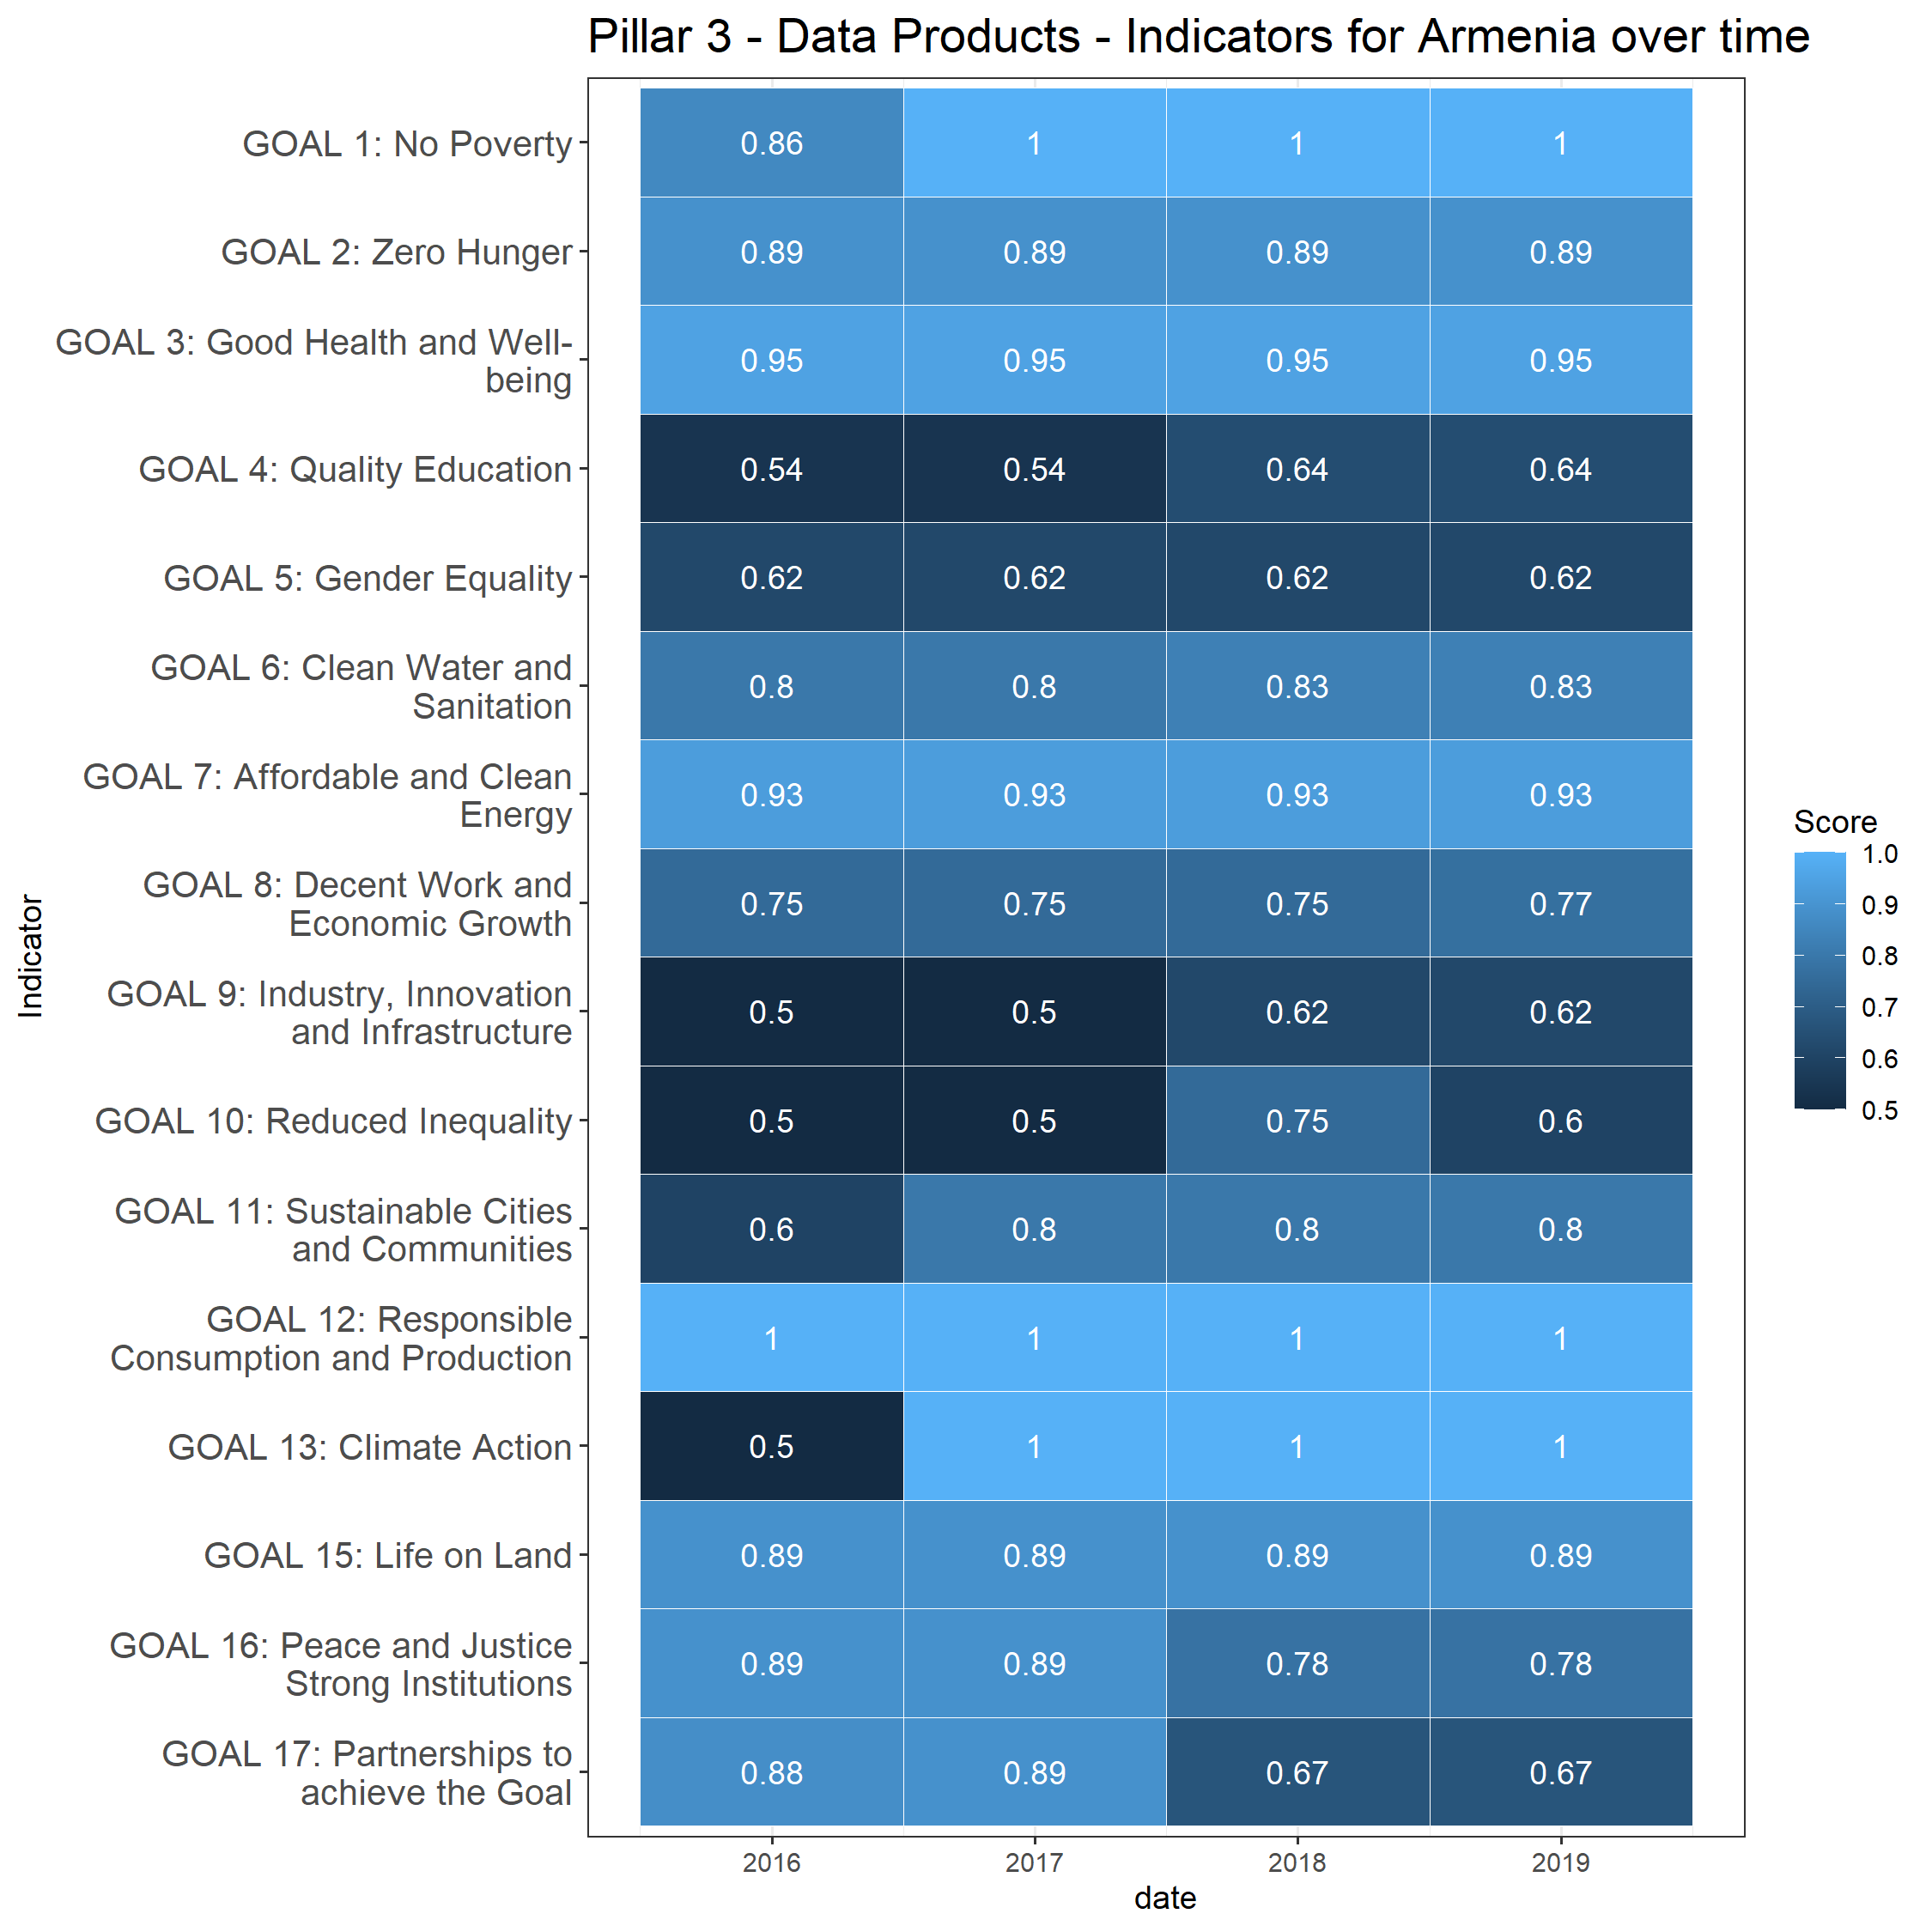 Pillar 3 - Data Products - Indicators for Armenia over time
GOAL 1: No Poverty
0.86 1 1 1
GOAL 2: Zero Hunger
0.89 0.89 0.89 0.89
GOAL 3: Good Health and Well-
being
0.95 0.95 0.95 0.95
GOAL 4: Quality Education
0.54 0.54 0.64 0.64
GOAL 5: Gender Equality
0.62 0.62 0.62 0.62
GOAL 6: Clean Water and
Sanitation
0.8 0.8 0.83 0.83
GOAL 7: Affordable and Clean
Energy
0.93 0.93 0.93 0.93
GOAL 8: Decent Work and
Economic Growth
0.75 0.75 0.75 0.77
GOAL 9: Industry, Innovation
and Infrastructure
0.5 0.5 0.62 0.62
GOAL 10: Reduced Inequality
0.5 0.5 0.75 0.6
GOAL 11: Sustainable Cities
and Communities
0.6 0.8 0.8 0.8
GOAL 12: Responsible
Consumption and Production
1 1 1 1
GOAL 13: Climate Action
0.5 1 1 1
GOAL 15: Life on Land
0.89 0.89 0.89 0.89
GOAL 16: Peace and Justice
Strong Institutions
0.89 0.89 0.78 0.78
GOAL 17: Partnerships to
achieve the Goal
0.88 0.89 0.67 0.67
2016 2017 2018 2019
date
Indicator
Score
1.0
0.9
0.8
0.7
0.6
0.5